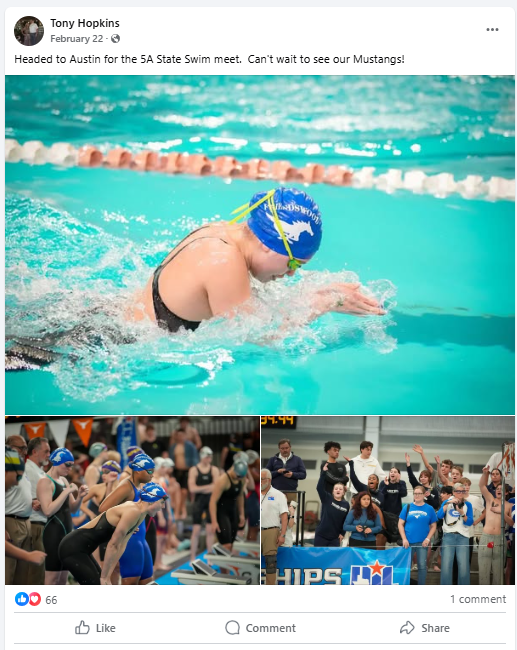 Tony Hopkins
February 22 ·
Headed to Austin for the 5A State Swim meet.  Can't wait to see our Mustangs!
HIPS
66
1 comment
Like
Comment
Share